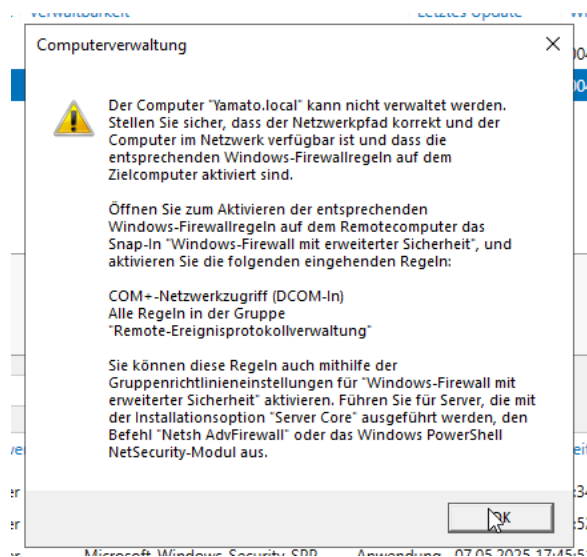 Verwaltbarkeit Letztes Update
Computerverwaltung
Der Computer "Yamato.local" kann nicht verwaltet werden.
Stellen Sie sicher, dass der Netzwerkpfad korrekt und der
Computer im Netzwerk verfügbar ist und dass die
entsprechenden Windows-Firewallregeln auf dem
Zielcomputer aktiviert sind.
Öffnen Sie zum Aktivieren der entsprechenden
Windows-Firewallregeln auf dem Remotecomputer das
Snap-In "Windows-Firewall mit erweiterter Sicherheit", und
aktivieren Sie die folgenden eingehenden Regeln:
COM+-Netzwerkzugriff (DCOM-In)
Alle Regeln in der Gruppe
"Remote-Ereignisprotokollverwaltung"
Sie können diese Regeln auch mithilfe der
Gruppenrichtlinieneinstellungen für "Windows-Firewall mit
erweiterter Sicherheit" aktivieren. Führen Sie für Server, die mit
der Installationsoption "Server Core" ausgeführt werden, den
Befehl "Netsh AdvFirewall" oder das Windows PowerShell
NetSecurity-Modul aus.
OK
Microsoft-Windows-Security-SPP Anwendung 07.05.2025 17:45:5